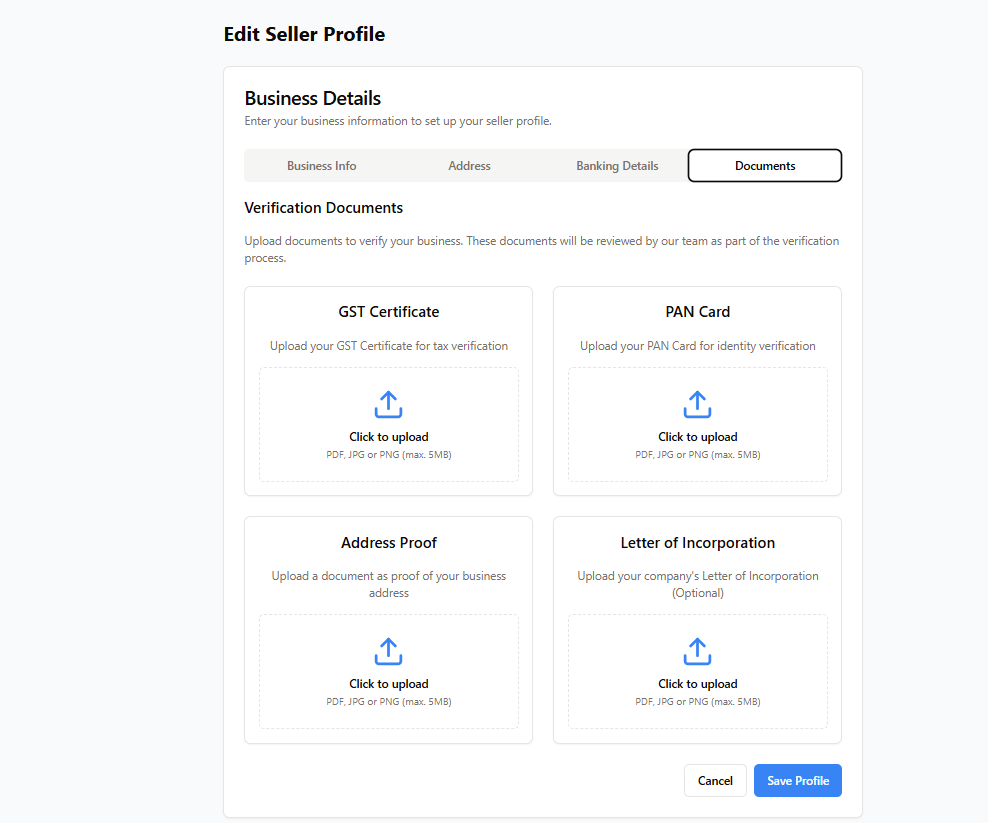 Edit Seller Profile
Business Details
Enter your business information to set up your seller profile.
Business Info
Address
Banking Details
Documents
Verification Documents
Upload documents to verify your business. These documents will be reviewed by our team as part of the verification
process.
GST Certificate
Upload your GST Certificate for tax verification
Click to upload
PDF, JPG or PNG (max. 5MB)
PAN Card
Upload your PAN Card for identity verification
Click to upload
PDF, JPG or PNG (max. 5MB)
Address Proof
Upload a document as proof of your business
address
Click to upload
PDF, JPG or PNG (max. 5MB)
Letter of Incorporation
Upload your company's Letter of Incorporation
(Optional)
Click to upload
PDF, JPG or PNG (max. 5MB)
Cancel
Save Profile